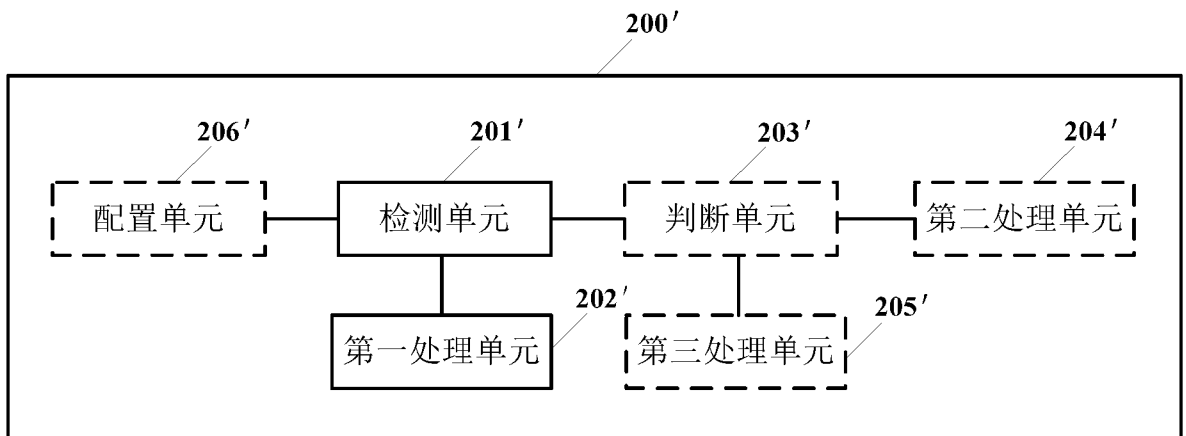 200′
206′
201′
203′
204′
配置单元
检测单元
判断单元
第二处理单元
202′
205′
第一处理单元
第三处理单元